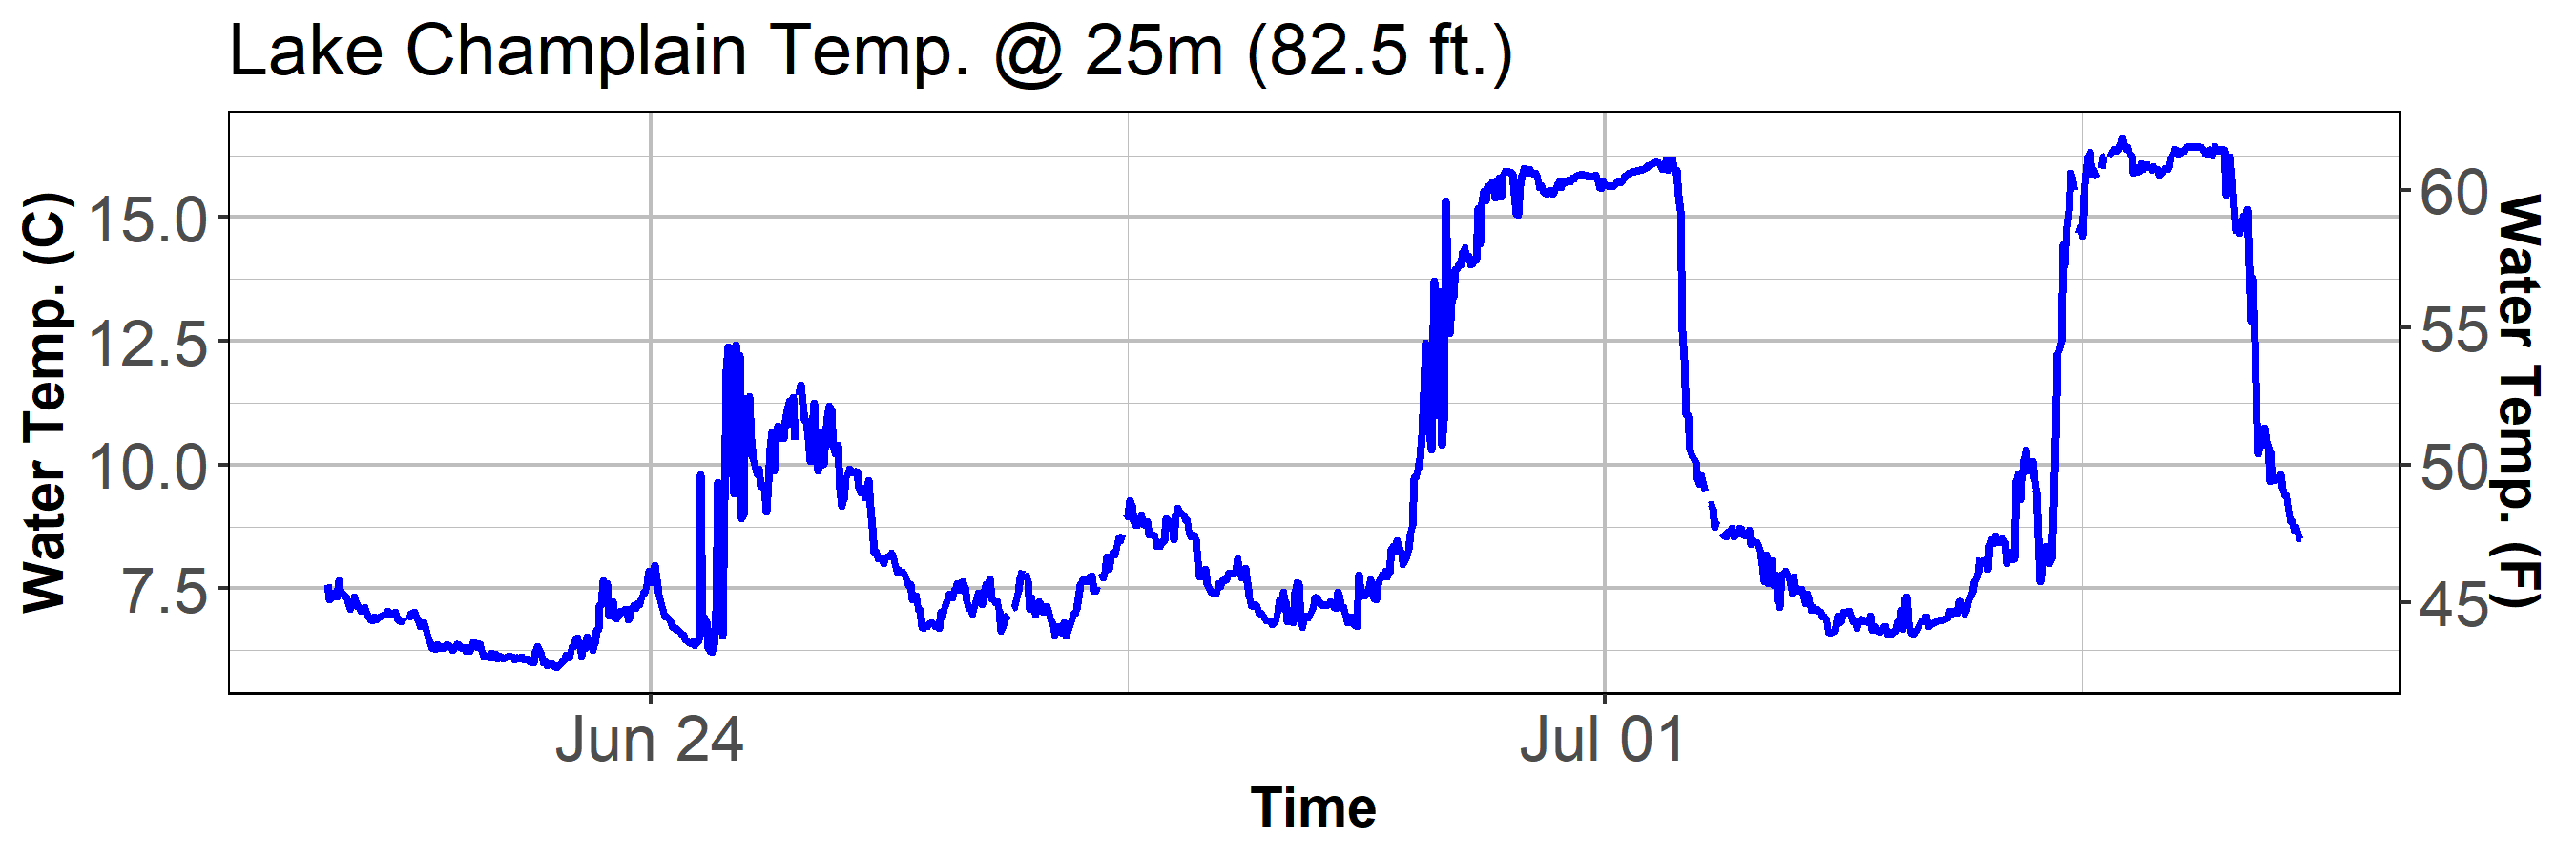 Lake Champlain Temp. @ 25m (82.5 ft.)
Water Temp. (C)
15.0
12.5
10.0
7.5
60
55
50
45
Water Temp. (F)
Jun 24
Jul 01
Time